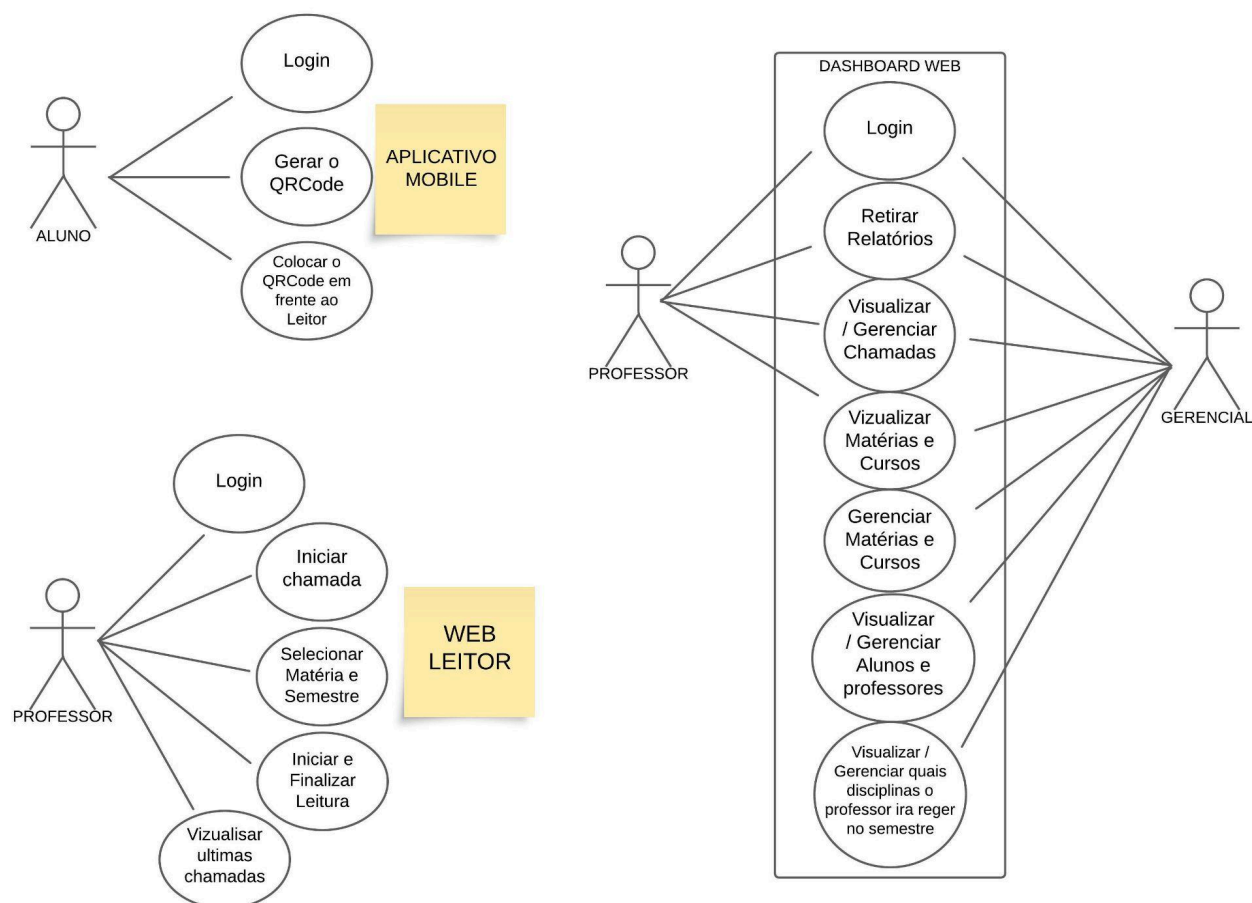 Login
Gerar o
QRCode
Colocar o
QRCode em
frente ao
Leitor
ALUNO
APLICATIVO
MOBILE
Login
Iniciar
chamada
Selecionar
Matéria e
Semestre
Iniciar e
Finalizar
Leitura
Vizualisar
ultimas
chamadas
PROFESSOR
WEB
LEITOR
DASHBOARD WEB
Login
Retirar
Relatórios
Visualizar
/ Gerenciar
Chamadas
Vizualizar
Matérias e
Cursos
Gerenciar
Matérias e
Cursos
Visualizar
/ Gerenciar
Alunos e
professores
Visualizar /
Gerenciar quais
disciplinas o
professor ira reger
no semestre
PROFESSOR
GERENCIAL